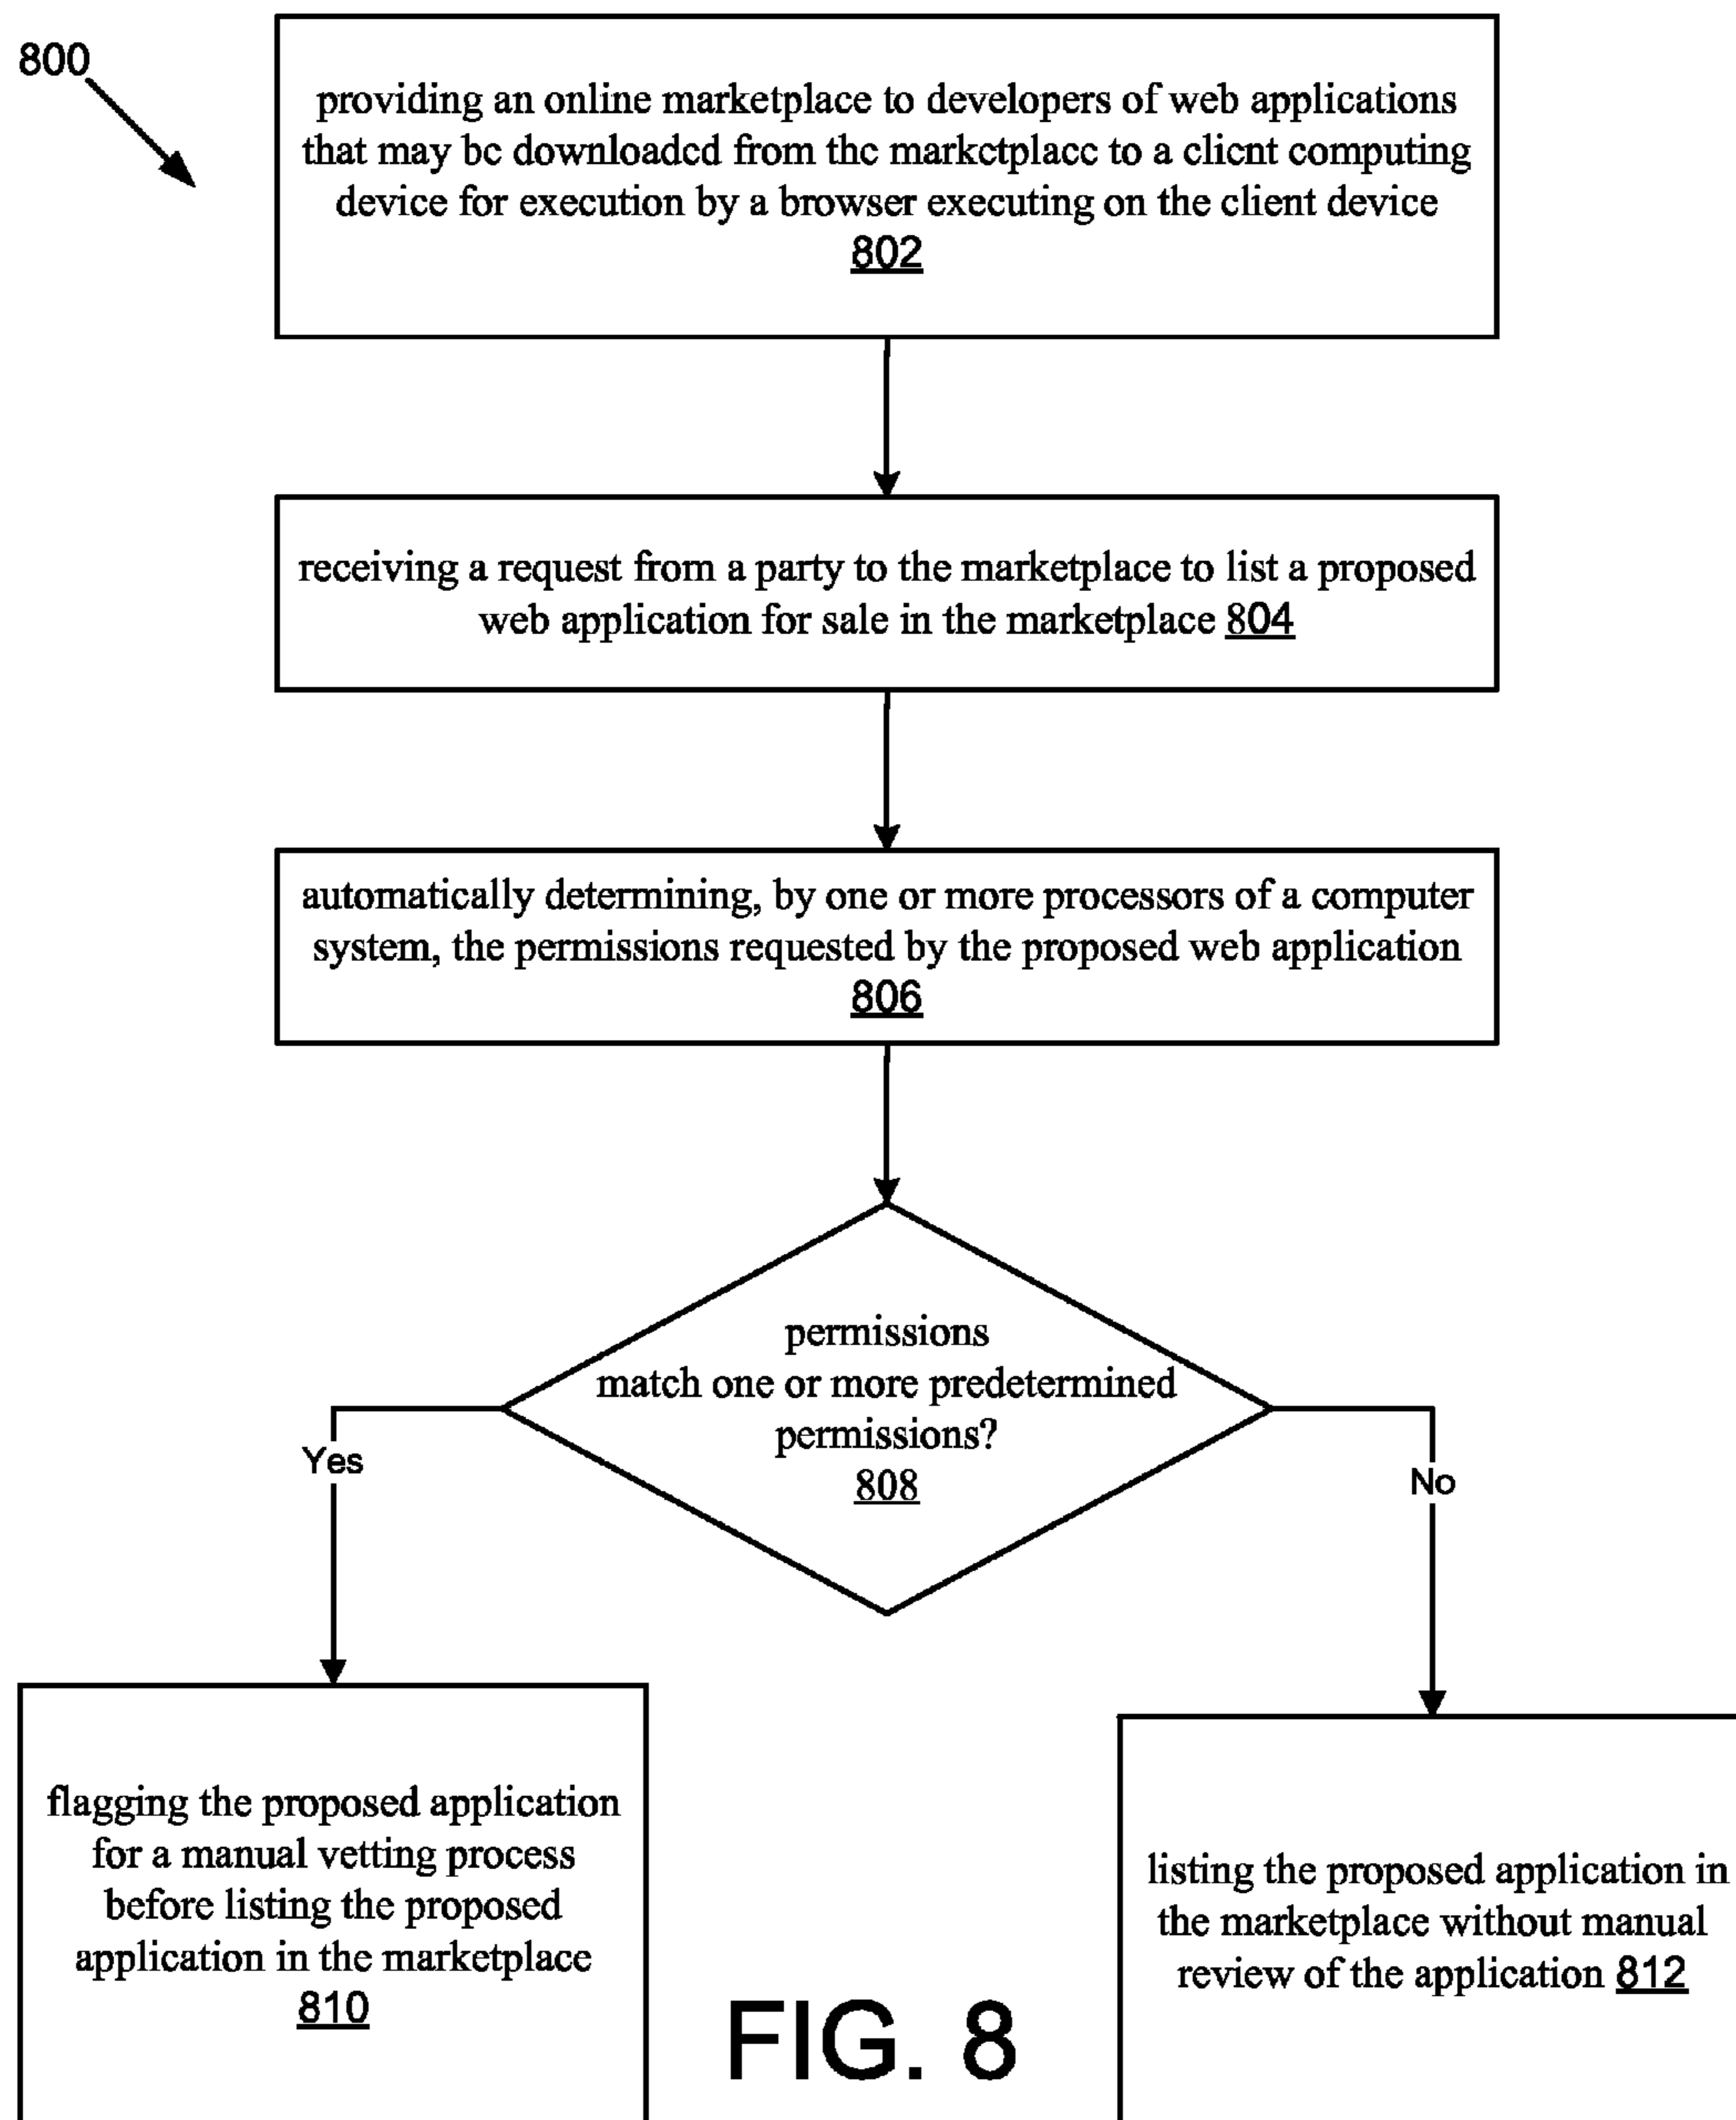 800
providing an online marketplace to developers of web applications
that may be downloaded from the marketplace to a client computing
device for execution by a browser executing on the client device
802
receiving a request from a party to the marketplace to list a proposed
web application for sale in the marketplace 804
automatically determining, by one or more processors of a computer
system, the permissions requested by the proposed web application
806
permissions
match one or more predetermined
permissions?
808
Yes
No
flagging the proposed application
for a manual vetting process
before listing the proposed
application in the marketplace
810
listing the proposed application in
the marketplace without manual
review of the application 812
FIG. 8